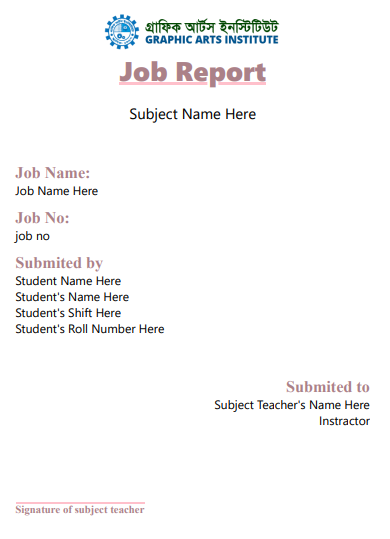 গ্রাফিক আর্টস ইনস্টিটিউট
GRAPHIC ARTS INSTITUTE
Job Report
Subject Name Here
Job Name:
Job Name Here
Job No:
job no
Submited by
Student Name Here
Student's Name Here
Student's Shift Here
Student's Roll Number Here
Submited to
Subject Teacher's Name Here
Instractor
Signature of subject teacher